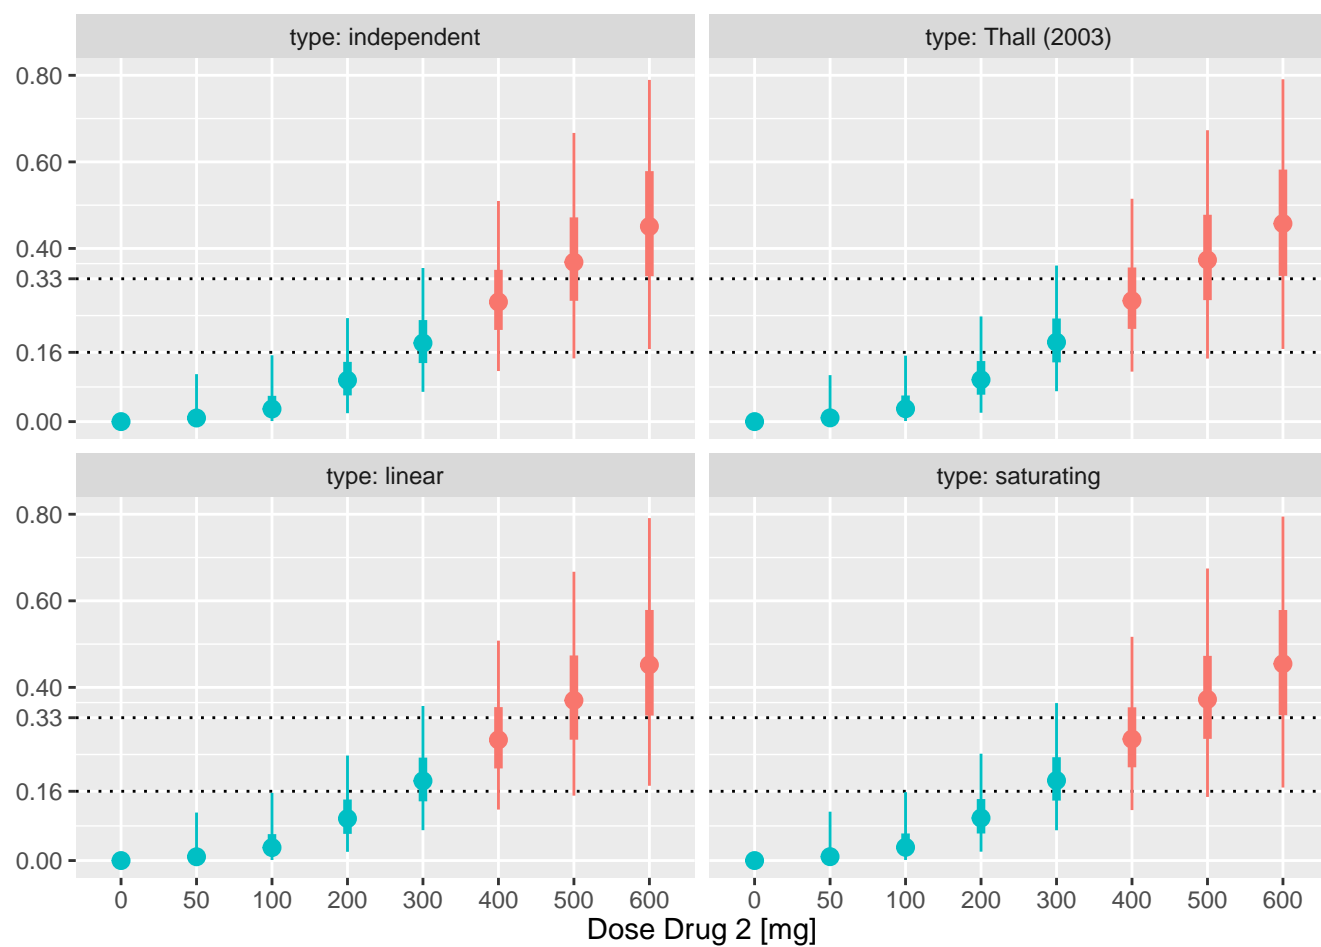 type: independent
type: Thall (2003)
0.80
0.60
0.40
0.33
0.16
0.00
type: linear
type: saturating
0.80
0.60
0.40
0.33
0.16
0.00
0 50 100 200 300 400 500 600
0 50 100 200 300 400 500 600
Dose Drug 2 [mg]